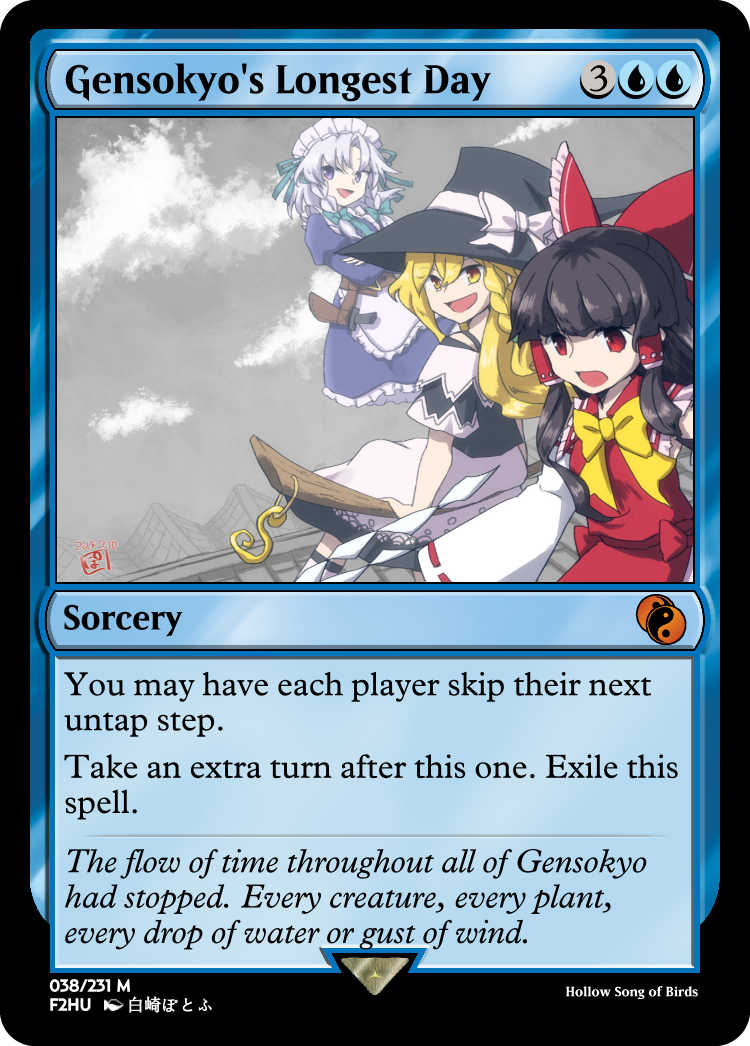 Gensokyo's Longest Day 3
Sorcery
You may have each player skip their next
untap step.
Take an extra turn after this one. Exile this
spell.
The flow of time throughout all of Gensokyo
had stopped. Every creature, every plant,
every drop of water or gust of wind.
038/231 M
F2HU 白崎ぽとふ
Hollow Song of Birds